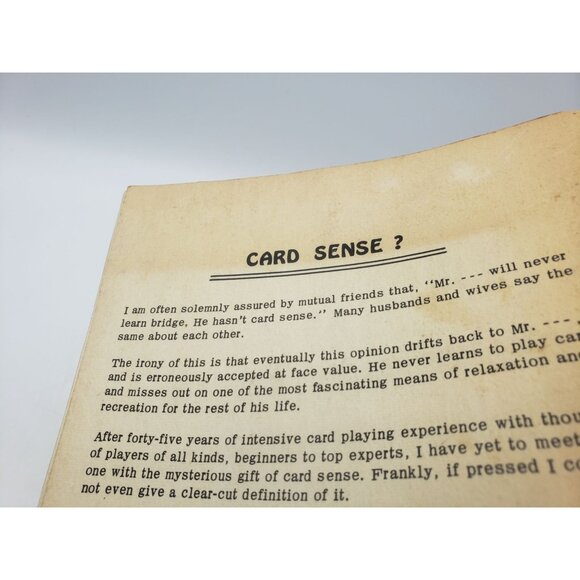 CARD SENSE ?
I am often solemnly assured by mutual friends that, "Mr. --- will never
learn bridge, He hasn't card sense." Many husbands and wives say the
same about each other.
The irony of this is that eventually this opinion drifts back to Mr. ---
and is erroneously accepted at face value. He never learns to play
and misses out on one of the most fascinating means of relaxation
recreation for the rest of his life.
After forty-five years of intensive card playing experience with
of players of all kinds, beginners to top experts, I have yet to meet
one with the mysterious gift of card sense. Frankly, if pressed I
not even give a clear-cut definition of it.